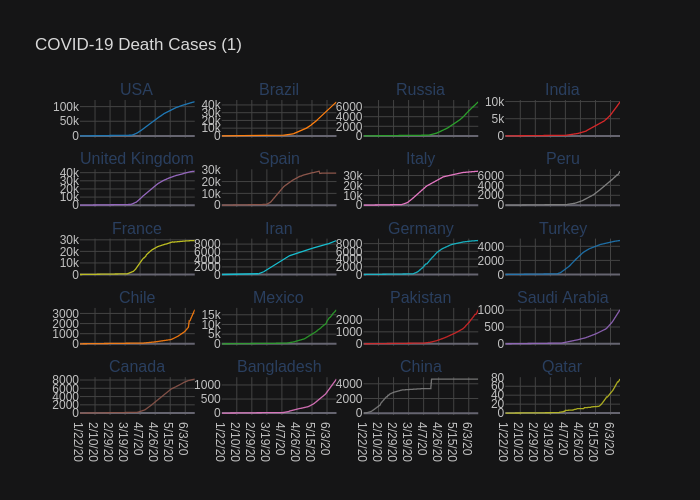 COVID-19 Death Cases (1)
USA Brazil Russia India
100k 50k 0
40k 30k 20k 10k 0
6000 4000 2000 0
10k 5k 0
United Kingdom Spain Italy Peru
40k 30k 20k 10k 0
30k 20k 10k 0
30k 20k 10k 0
6000 4000 2000 0
France Iran Germany Turkey
30k 20k 10k 0
8000 6000 4000 2000 0
8000 6000 4000 2000 0
4000 2000 0
Chile Mexico Pakistan Saudi Arabia
3000 2000 1000 0
15k 10k 5k 0
2000 1000 0
1000 500 0
Canada Bangladesh China Qatar
8000 6000 4000 2000 0
1000 500 0
4000 2000 0
80 60 40 20 0
1/22/20 2/10/20 2/29/20 3/19/20 4/7/20 4/26/20 5/15/20 6/3/20
1/22/20 2/10/20 2/29/20 3/19/20 4/7/20 4/26/20 5/15/20 6/3/20
1/22/20 2/10/20 2/29/20 3/19/20 4/7/20 4/26/20 5/15/20 6/3/20
1/22/20 2/10/20 2/29/20 3/19/20 4/7/20 4/26/20 5/15/20 6/3/20